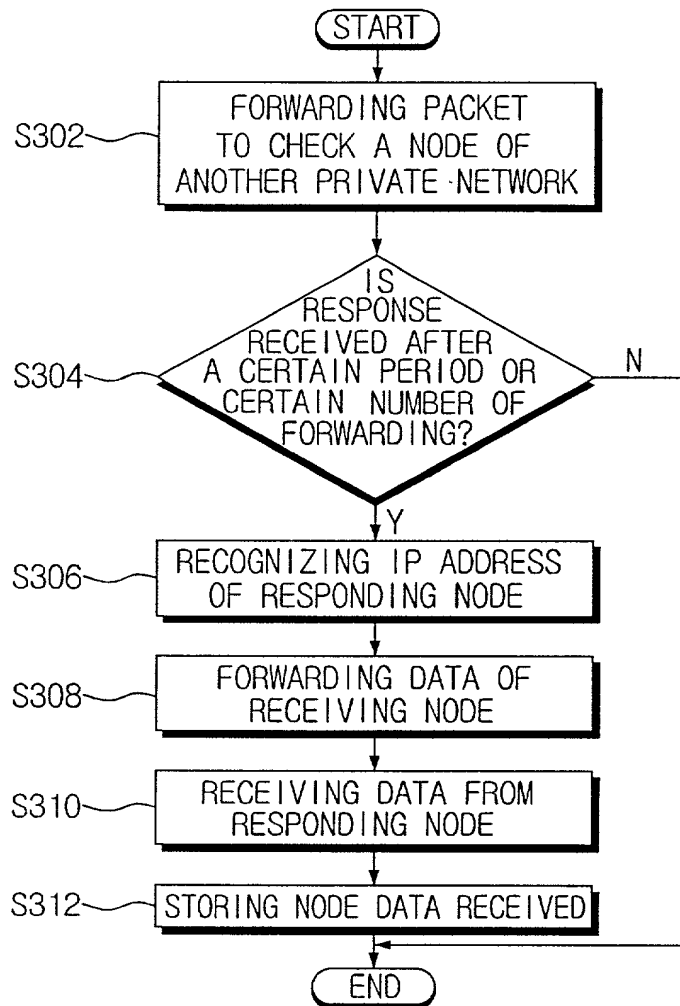 START
S302
FORWARDING PACKET
TO CHECK A NODE OF
ANOTHER PRIVATE NETWORK
S304
IS
RESPONSE
RECEIVED AFTER
A CERTAIN PERIOD OR
CERTAIN NUMBER OF
FORWARDING?
N
Y
S306
RECOGNIZING IP ADDRESS
OF RESPONDING NODE
S308
FORWARDING DATA OF
RECEIVING NODE
S310
RECEIVING DATA FROM
RESPONDING NODE
S312
STORING NODE DATA RECEIVED
END